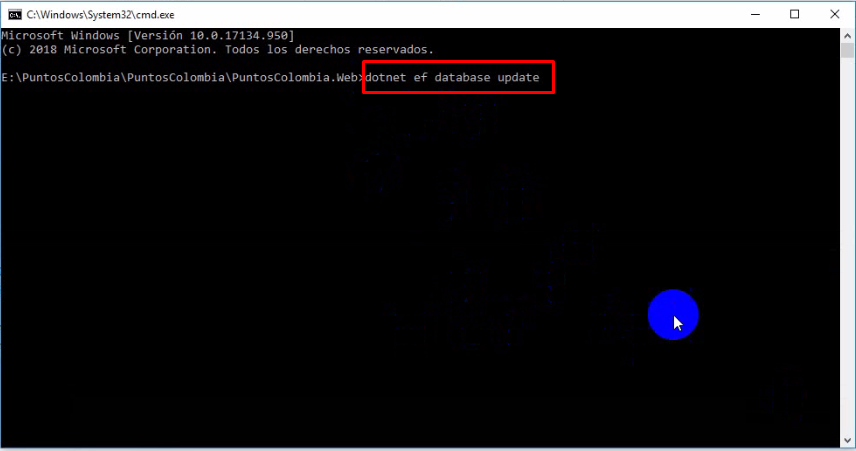 C:\Windows\System32\cmd.exe
Microsoft Windows [Versión 10.0.17134.950]
(c) 2018 Microsoft Corporation. Todos los derechos reservados.
E:\PuntosColombia\PuntosColombia\PuntosColombia.Web>dotnet ef database update